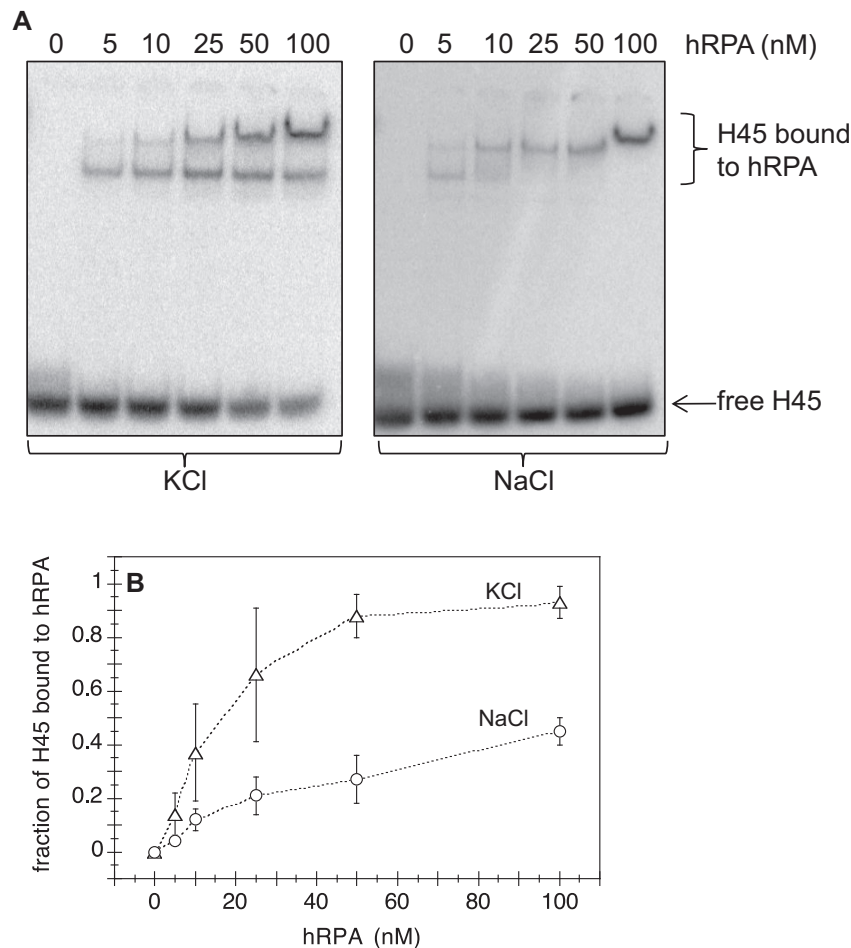 A
0 5 10 25 50 100 0 5 10 25 50 100 hRPA (nM)
H45 bound
to hRPA
free H45
KCl NaCl
B
fraction of H45 bound to hRPA
1
0.8
0.6
0.4
0.2
0
KCl
NaCl
0 20 40 60 80 100
hRPA (nM)